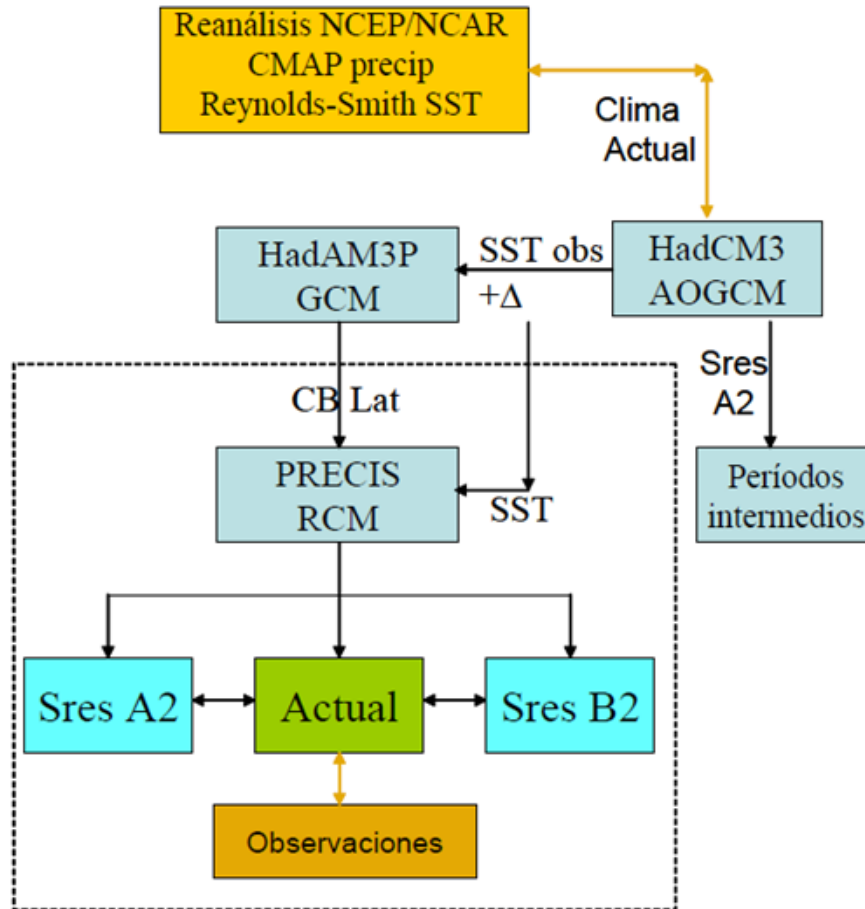 Reanálisis NCEP/NCAR
CMAP precip
Reynolds-Smith SST
Clima
Actual
HadAM3P
GCM
SST obs
+Δ
HadCM3
AOGCM
CB Lat
Sres
A2
PRECIS
RCM
SST
Períodos
intermedios
Sres A2
Actual
Sres B2
Observaciones